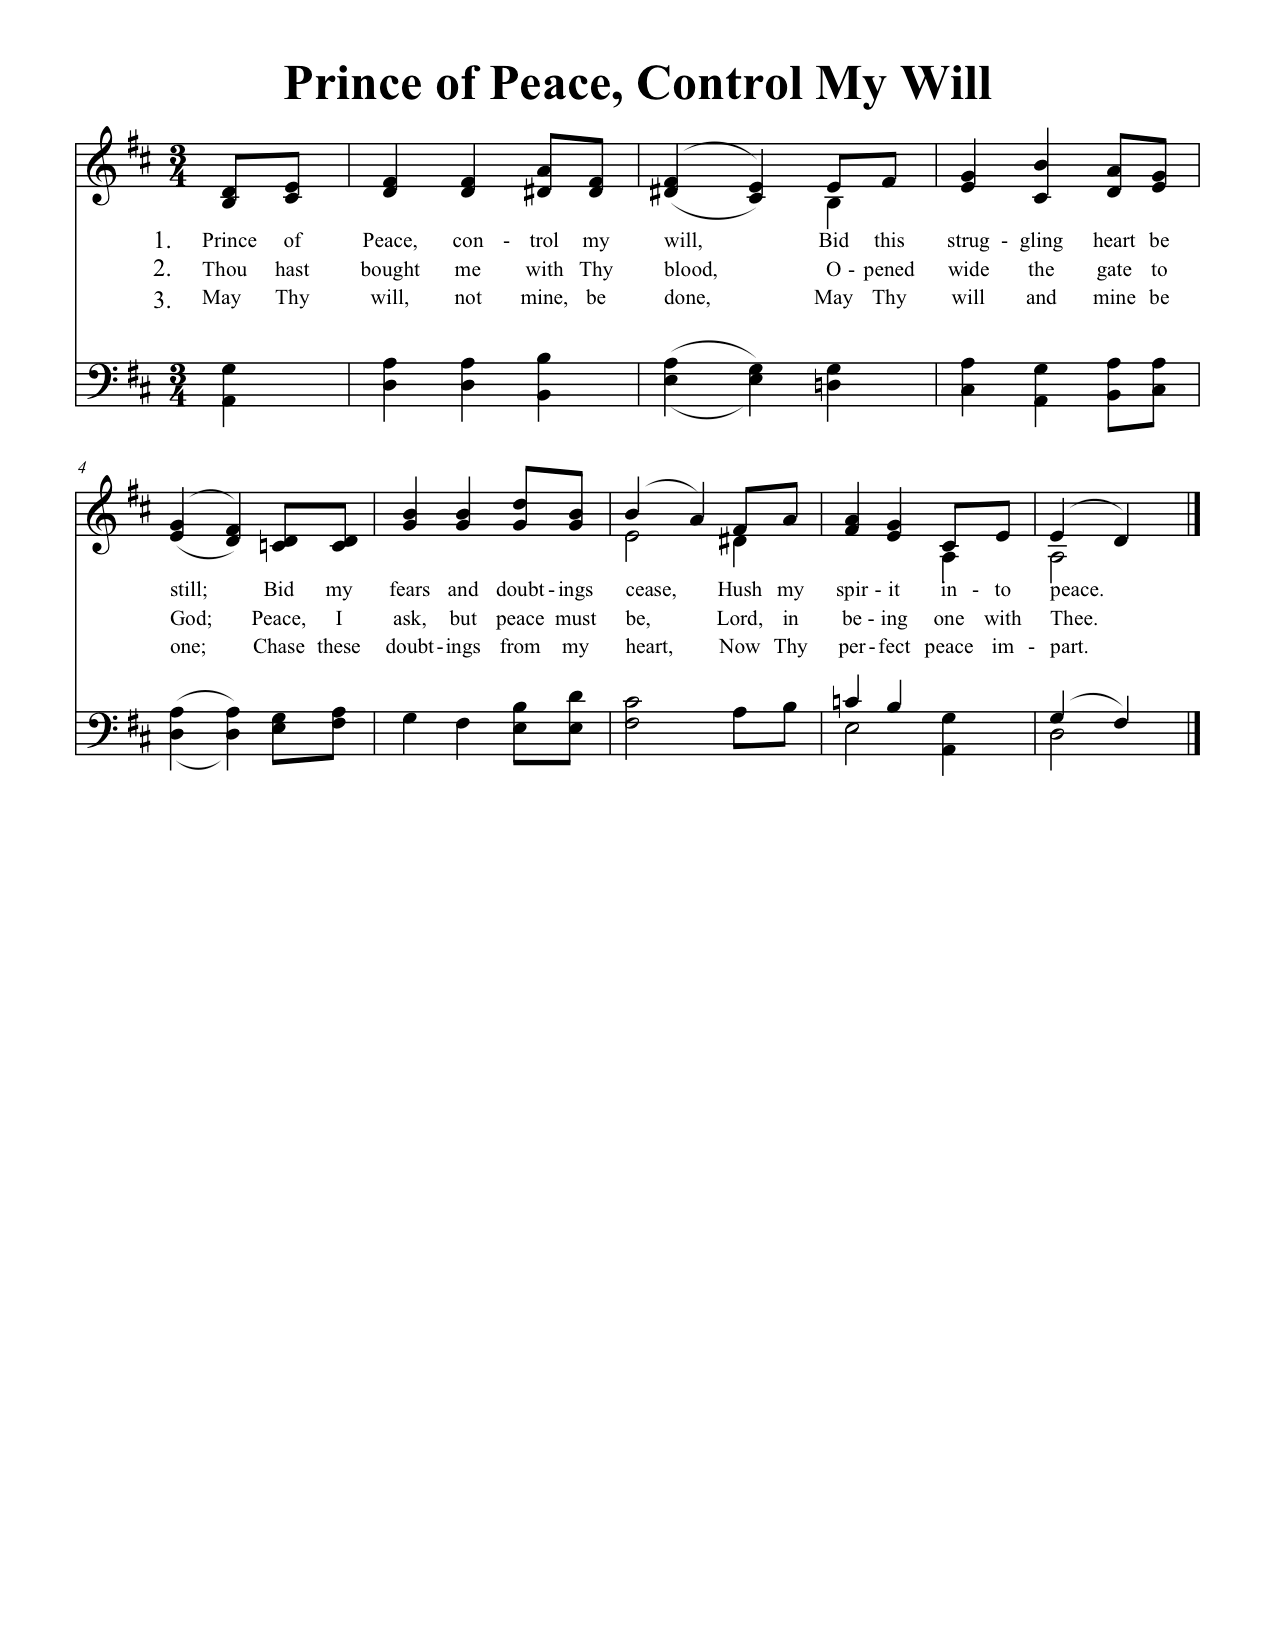 Prince of Peace, Control My Will
3
4
1. Prince of Peace, con - trol my will, Bid this strug - gling heart be
2. Thou hast bought me with Thy blood, O - pened wide the gate to
3. May Thy will, not mine, be done, May Thy will and mine be
3
4
4
still; Bid my fears and doubt - ings cease, Hush my spir - it in - to peace.
God; Peace, I ask, but peace must be, Lord, in be - ing one with Thee.
one; Chase these doubt - ings from my heart, Now Thy per - fect peace im - part.